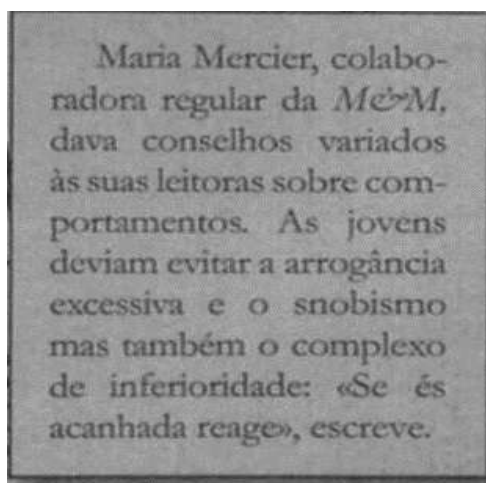 Maria Mercier, colabo-
radora regular da M&M,
dava conselhos variados
às suas leitoras sobre com-
portamentos. As jovens
deviam evitar a arrogância
excessiva e o snobismo
mas também o complexo
de inferioridade: «Se és
acanhada reage», escreve.